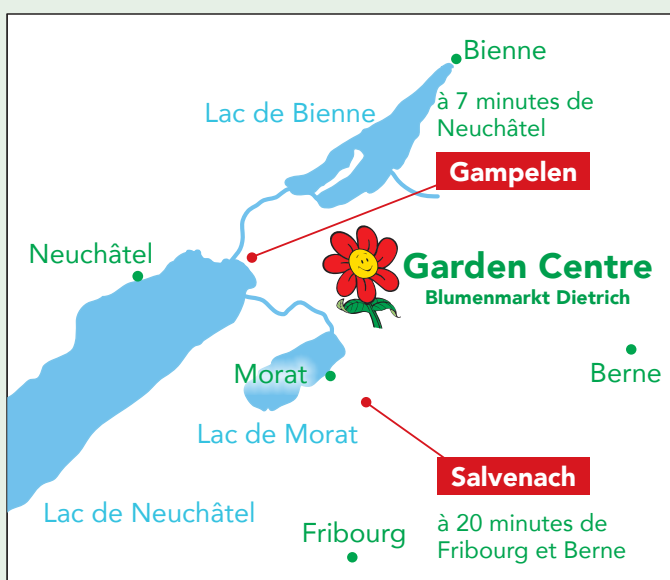 Bienne
Lac de Bienne
à 7 minutes de
Neuchâtel
Gampelen
Neuchâtel
Garden Centre
Blumenmarkt Dietrich
Morat
Berne
Lac de Morat
Salvenach
Lac de Neuchâtel
à 20 minutes de
Fribourg et Berne
Fribourg